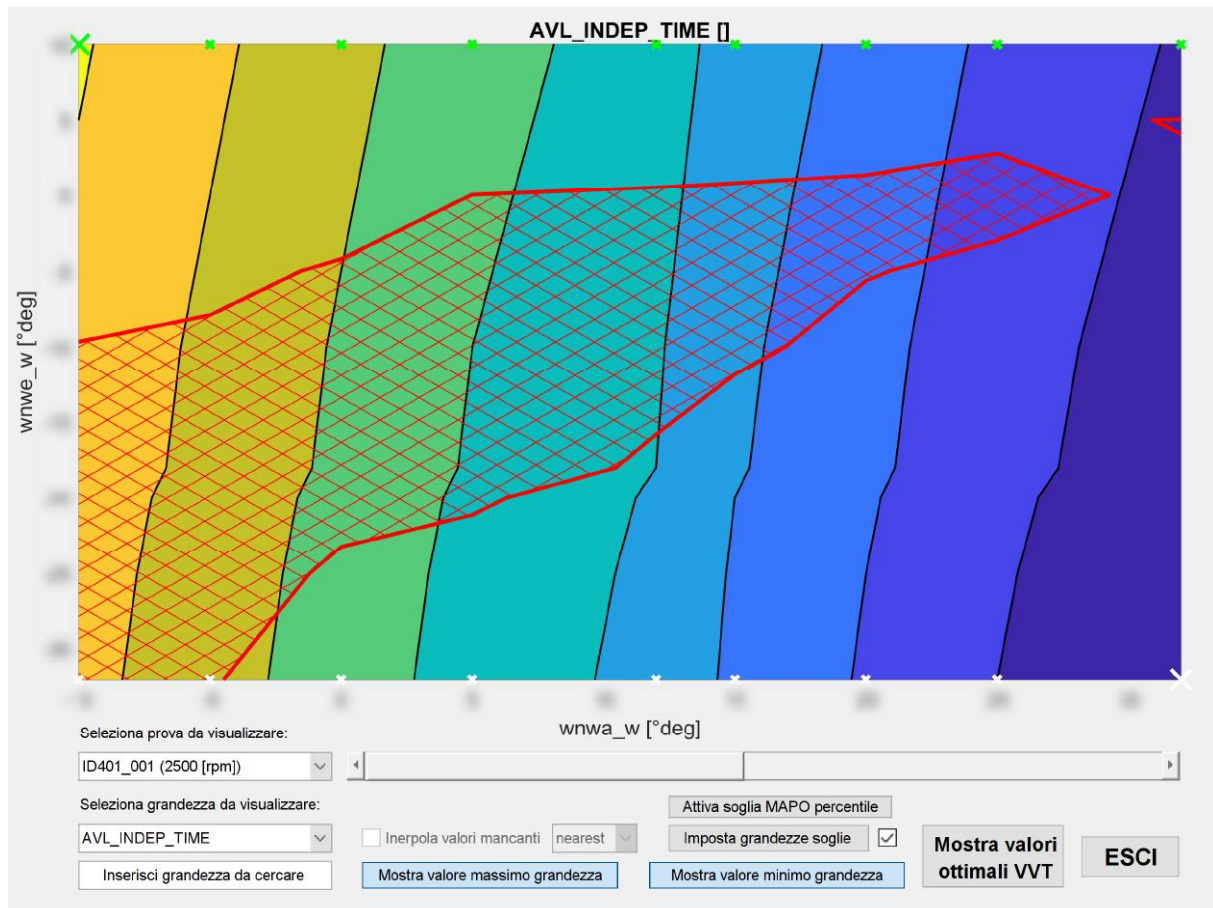 AVL_INDEP_TIME []
wnwe_w [°deg]
wnwa_w [°deg]
Seleziona prova da visualizzare:
ID401_001 (2500 [rpm])
Seleziona grandezza da visualizzare:
AVL_INDEP_TIME
Inserisci grandezza da cercare
Inerpola valori mancanti
nearest
Mostra valore massimo grandezza
Attiva soglia MAPO percentile
Imposta grandezze soglie
Mostra valore minimo grandezza
Mostra valori
ottimali VVT
ESCI